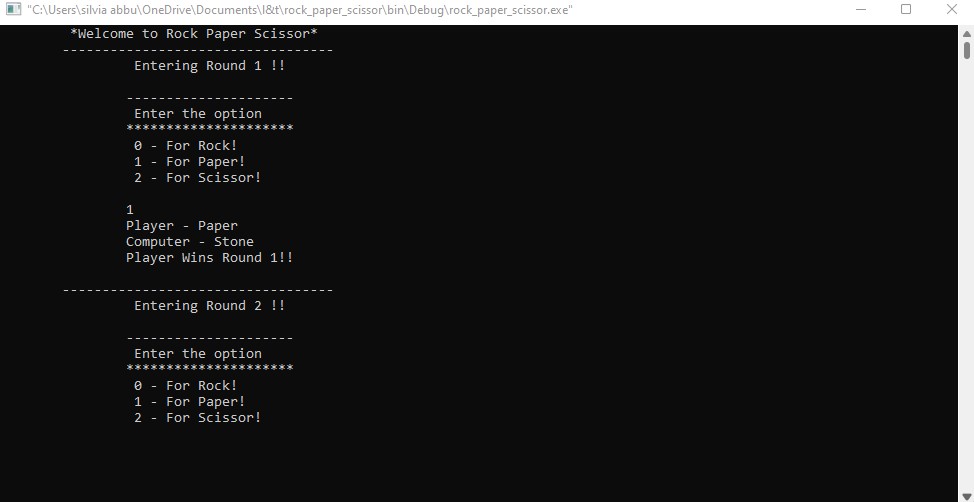 "C:\Users\silvia abbu\OneDrive\Documents\l&t\rock_paper_scissor\bin\Debug\rock_paper_scissor.exe"
*Welcome to Rock Paper Scissor*
----------------------------------
Entering Round 1 !!
---------------------
Enter the option
*********************
0 - For Rock!
1 - For Paper!
2 - For Scissor!
1
Player - Paper
Computer - Stone
Player Wins Round 1!!
----------------------------------
Entering Round 2 !!
---------------------
Enter the option
*********************
0 - For Rock!
1 - For Paper!
2 - For Scissor!